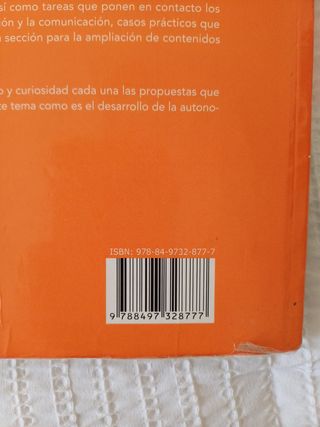 sí como tareas que ponen en contacto los
ón y la comunicación, casos prácticos que
a sección para la ampliación de contenidos
o y curiosidad cada una las propuestas que
te tema como es el desarrollo de la autono-
ISBN: 978-84-9732-877-7
9 788497 328777